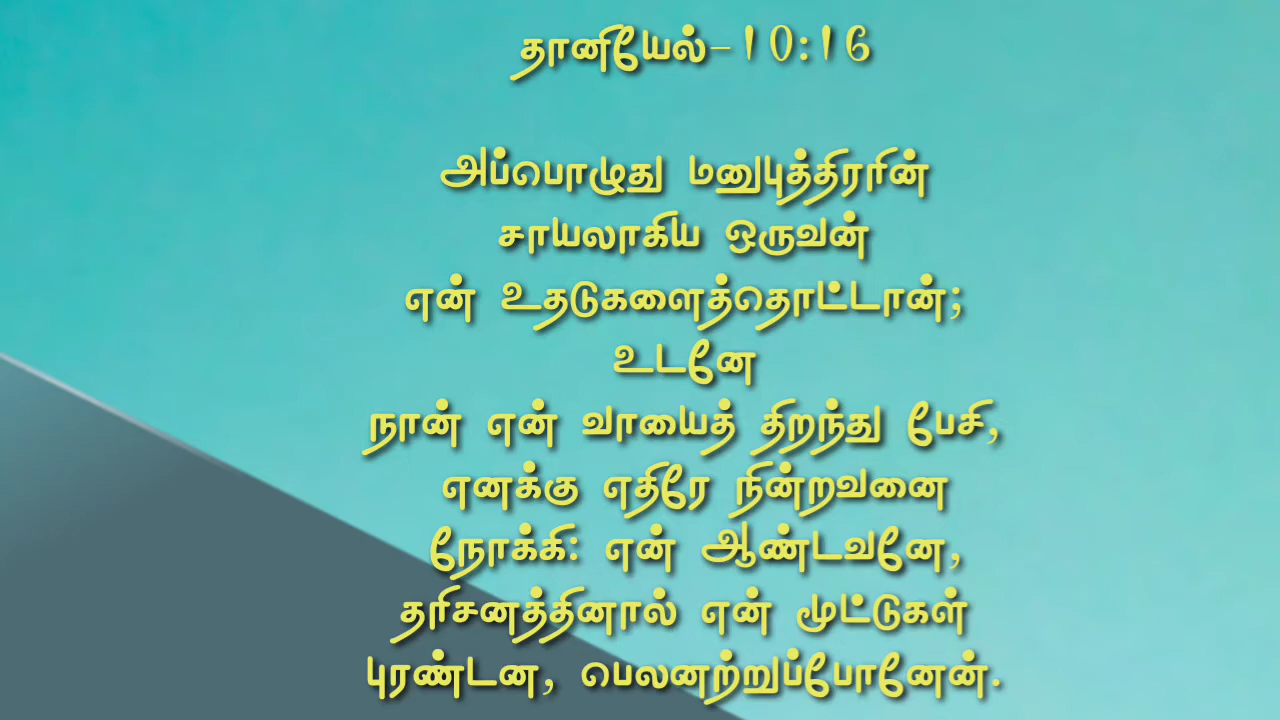 தானியேல்-10:16
அப்பொழுது மனுபுத்திரரின்
சாயலாகிய ஒருவன்
என் உதடுகளைத்தொட்டான்;
உடனே
நான் என் வாயைத் திறந்து பேசி,
எனக்கு எதிரே நின்றவனை
நோக்கி: என் ஆண்டவனே,
தரிசனத்தினால் என் மூட்டுகள்
புரண்டன, பெலனற்றுப்போனேன்.